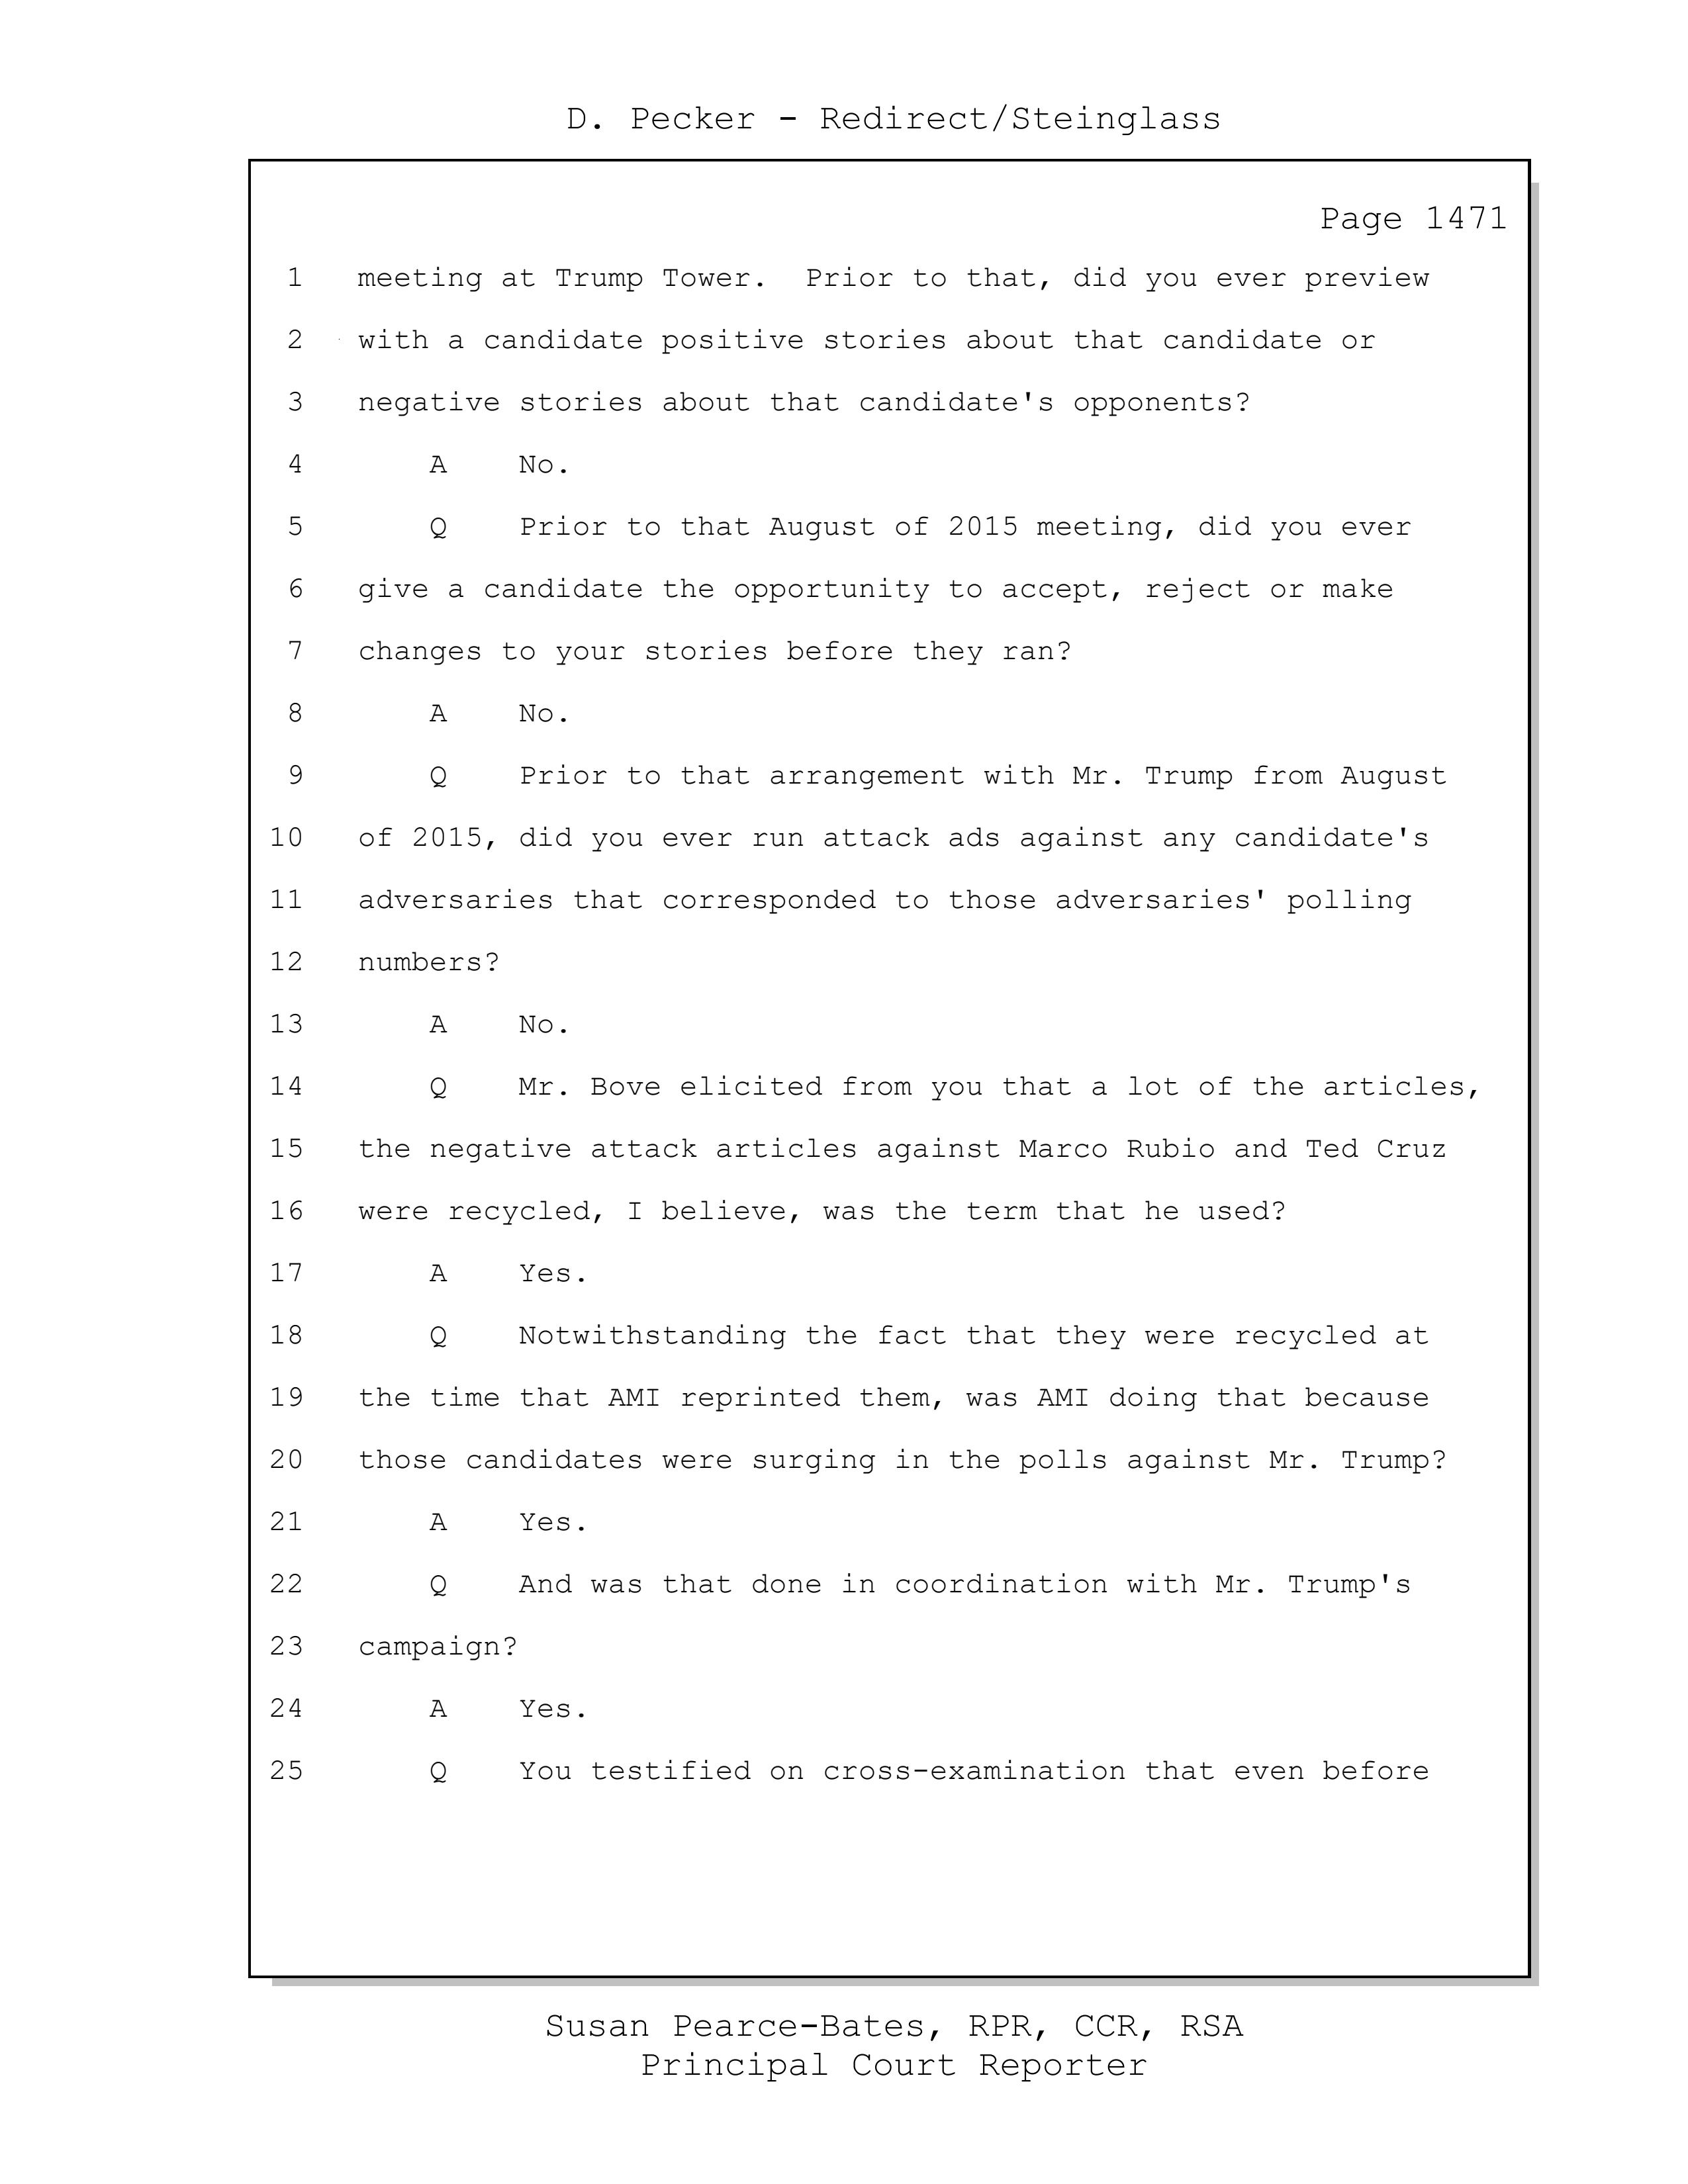 D. Pecker - Redirect/Steinglass
Page 1471
1 meeting at Trump Tower. Prior to that, did you ever preview
2 with a candidate positive stories about that candidate or
3 negative stories about that candidate's opponents?
4 A No.
5 Q Prior to that August of 2015 meeting, did you ever
6 give a candidate the opportunity to accept, reject or make
7 changes to your stories before they ran?
8 A No.
9 Q Prior to that arrangement with Mr. Trump from August
10 of 2015, did you ever run attack ads against any candidate's
11 adversaries that corresponded to those adversaries' polling
12 numbers?
13 A No.
14 Q Mr. Bove elicited from you that a lot of the articles,
15 the negative attack articles against Marco Rubio and Ted Cruz
16 were recycled, I believe, was the term that he used?
17 A Yes.
18 Q Notwithstanding the fact that they were recycled at
19 the time that AMI reprinted them, was AMI doing that because
20 those candidates were surging in the polls against Mr. Trump?
21 A Yes.
22 Q And was that done in coordination with Mr. Trump's
23 campaign?
24 A Yes.
25 Q You testified on cross-examination that even before
Susan Pearce-Bates, RPR, CCR, RSA
Principal Court Reporter